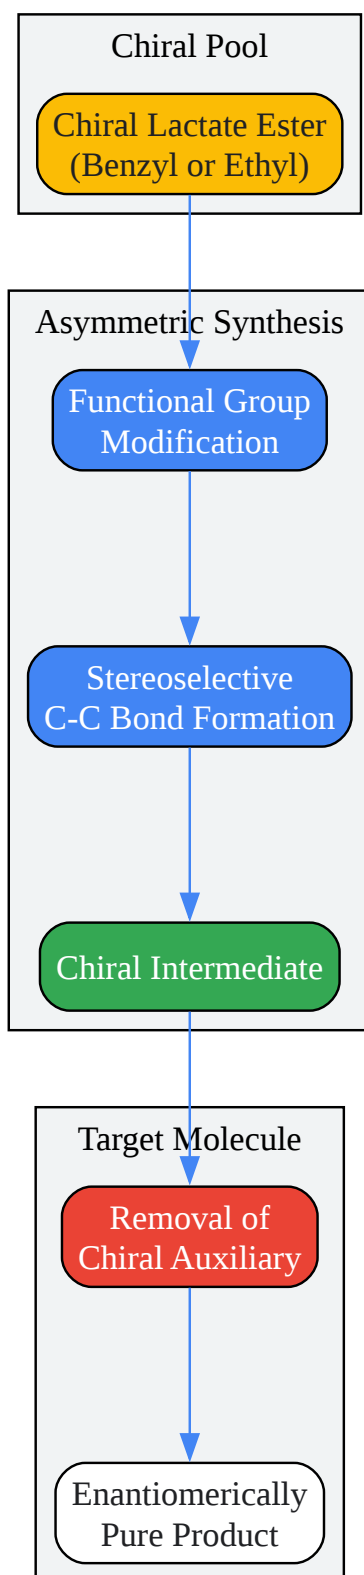 Chiral Pool
Chiral Lactate Ester
(Benzyl or Ethyl)
Asymmetric Synthesis
Functional Group
Modification
Stereoselective
C-C Bond Formation
Chiral Intermediate
Target Molecule
Removal of
Chiral Auxiliary
Enantiomerically
Pure Product